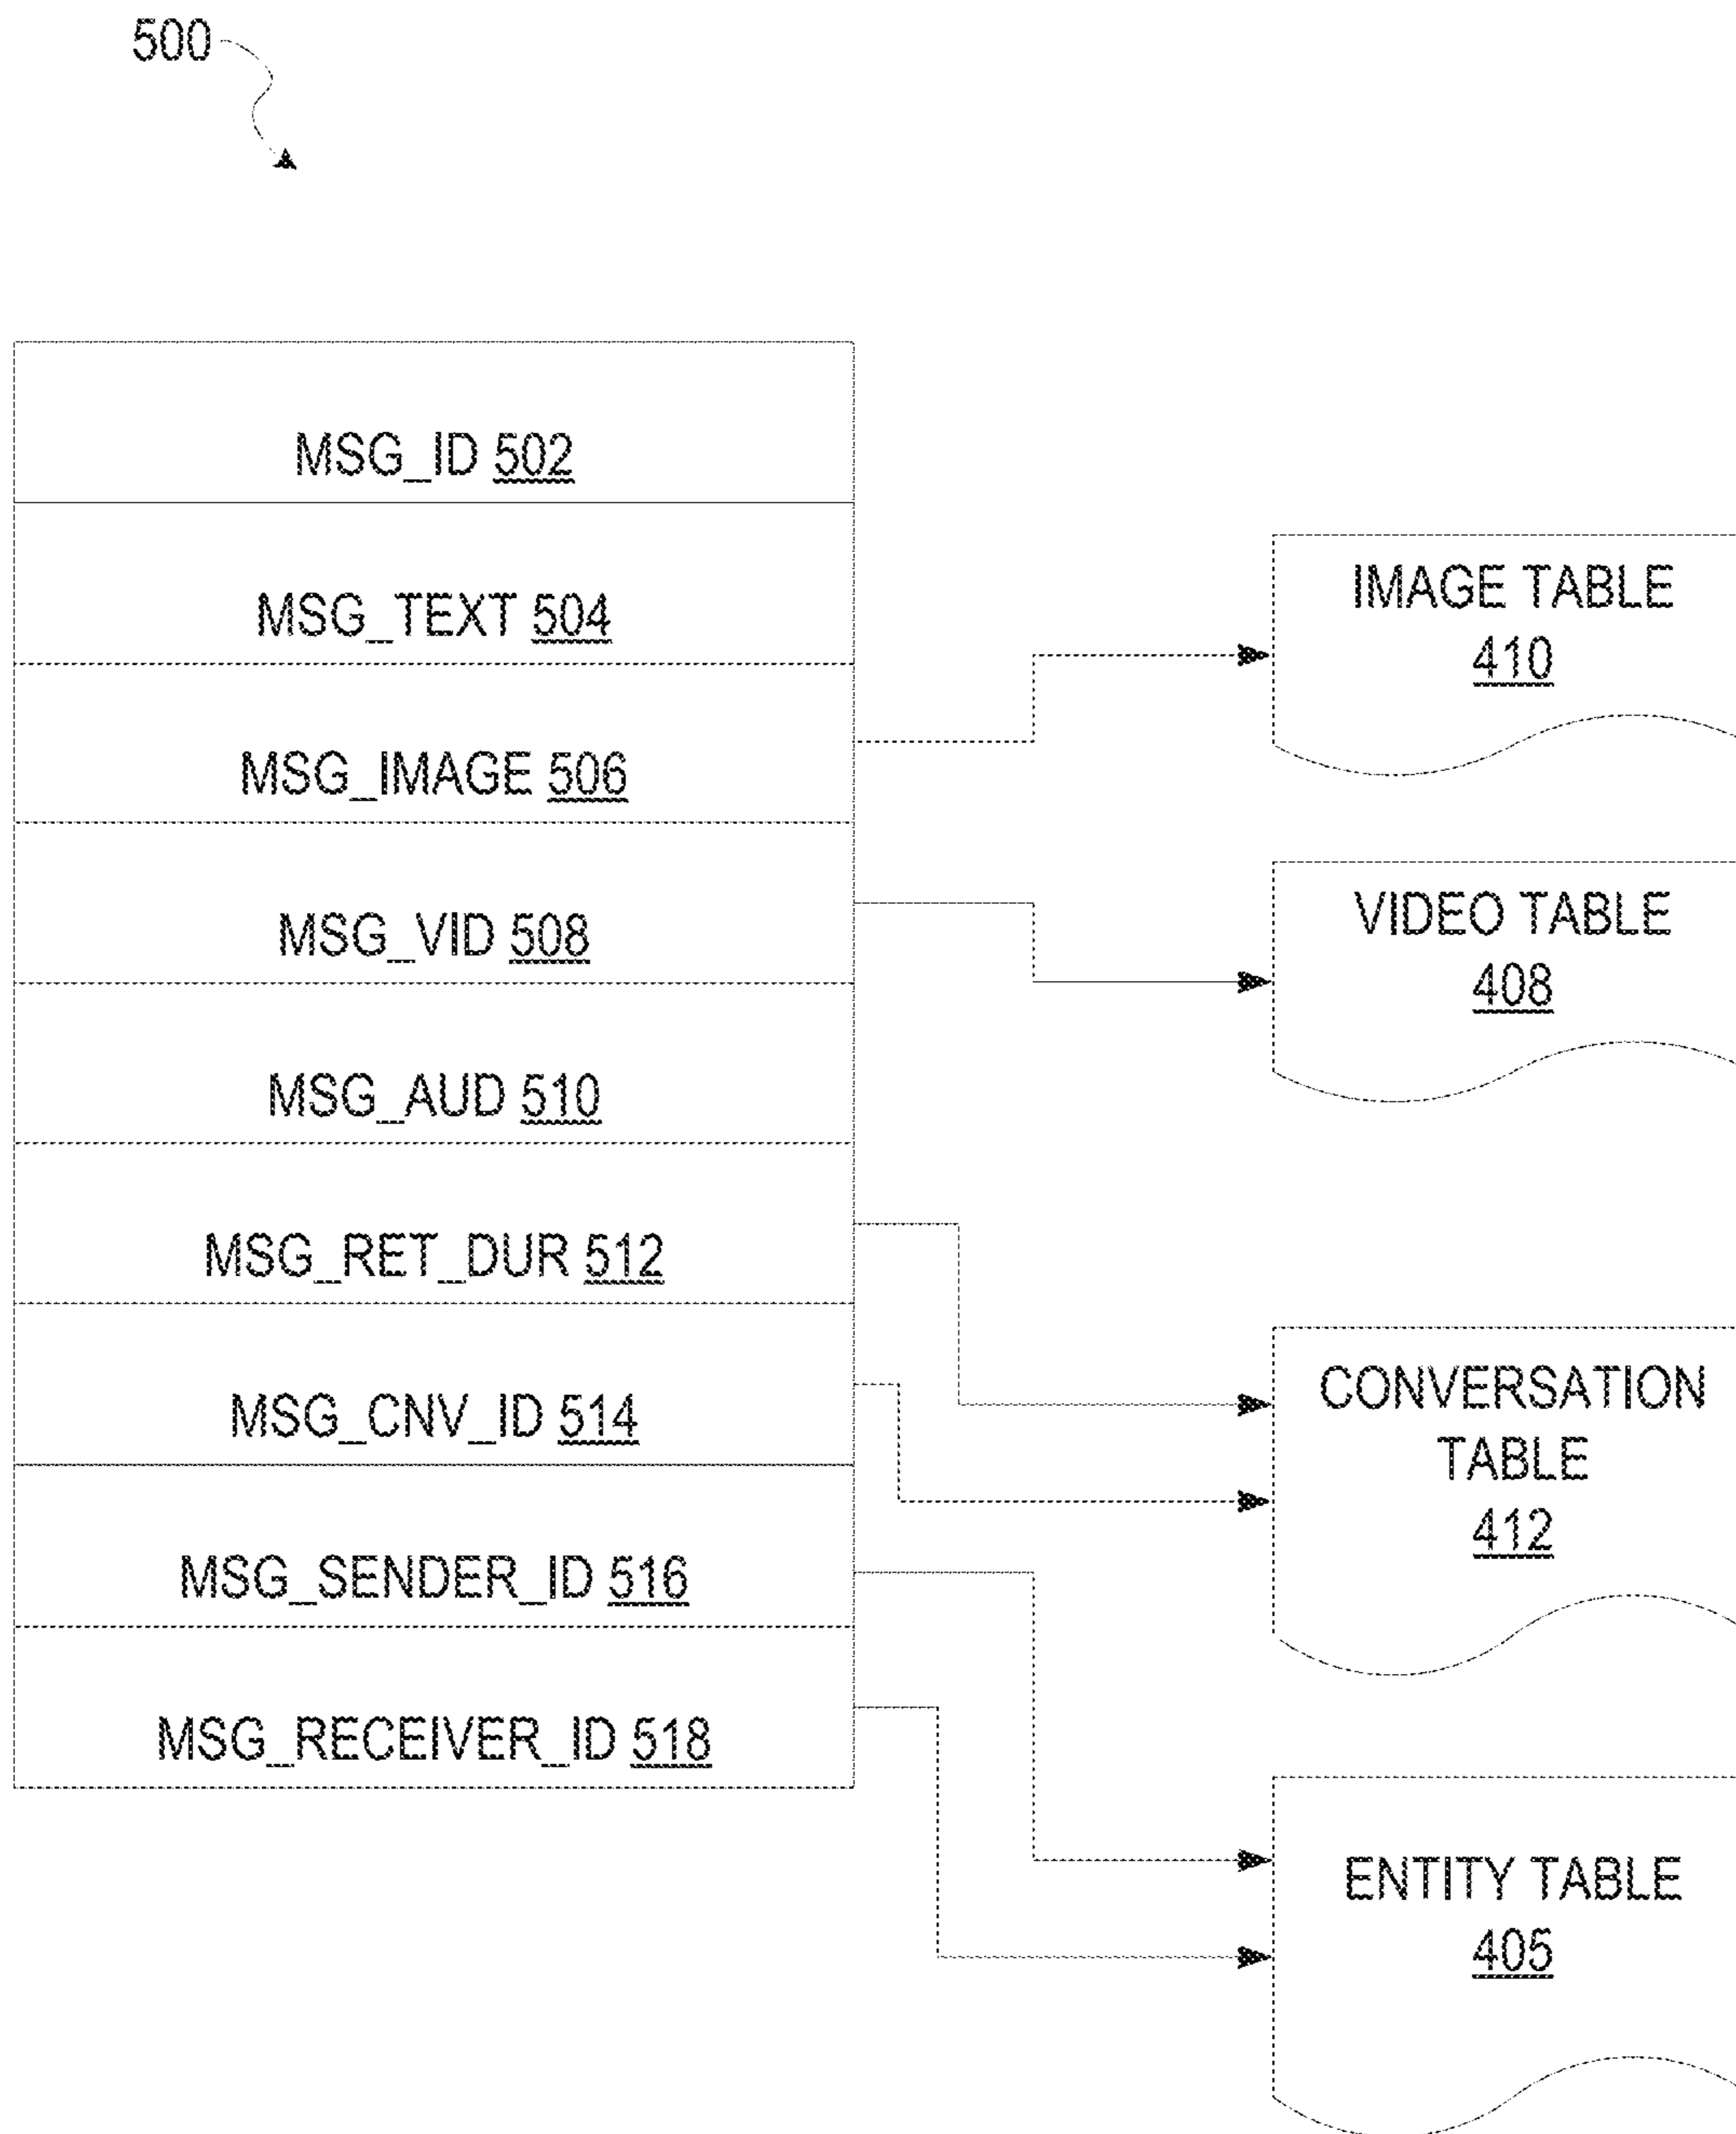 500
MSG_ID 502
MSG_TEXT 504
MSG_IMAGE 506
MSG_VID 508
MSG_AUD 510
MSG_RET_DUR 512
MSG_CNV_ID 514
MSG_SENDER_ID 516
MSG_RECEIVER_ID 518
IMAGE TABLE
410
VIDEO TABLE
408
CONVERSATION
TABLE
412
ENTITY TABLE
405